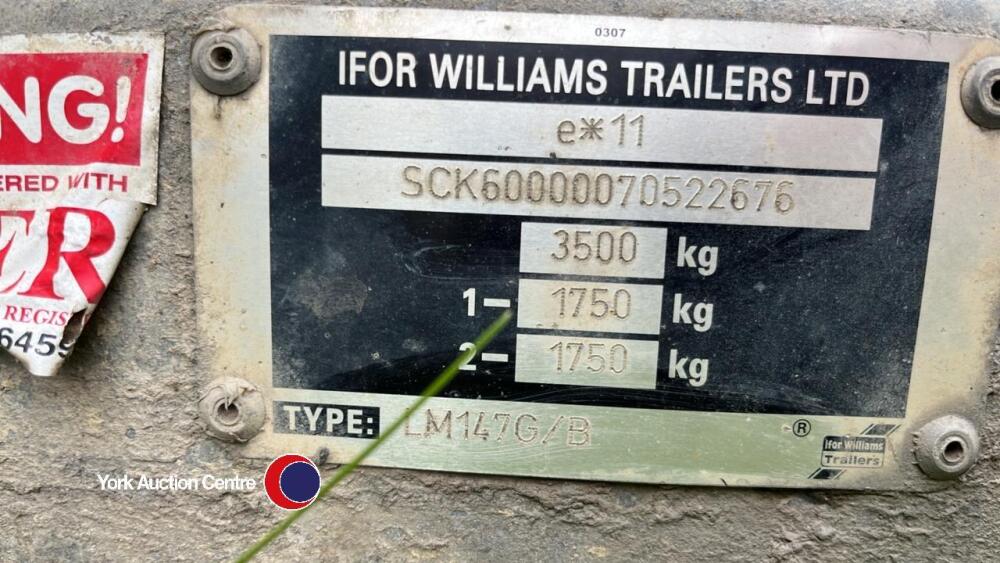 0307
IFOR WILLIAMS TRAILERS LTD
e*11
SCK60000070522676
3500 kg
1- 1750 kg
2- 1750 kg
TYPE: LM147G/B
®
Ifor Williams
Trailers
NG!
ERED WITH
ER
REGIS
6459
York Auction Centre